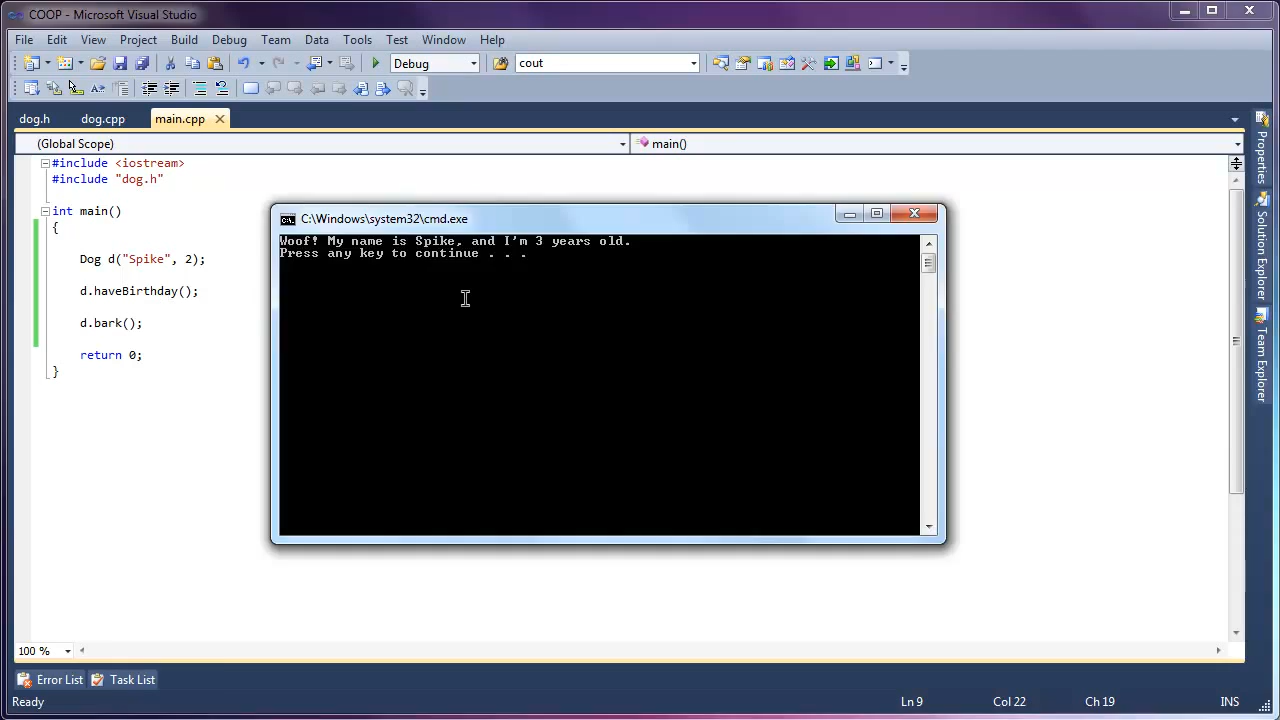 COOP - Microsoft Visual Studio
File Edit View Project Build Debug Team Data Tools Test Window Help
Debug cout
dog.h dog.cpp main.cpp
(Global Scope) main()
#include <iostream>
#include "dog.h"
int main()
{
Dog d("Spike", 2);
d.haveBirthday();
d.bark();
return 0;
}
C:\Windows\system32\cmd.exe
Woof! My name is Spike, and I'm 3 years old.
Press any key to continue . . .
Properties
Solution Explorer
Team Explorer
100 %
Error List Task List
Ready Ln 9 Col 22 Ch 19 INS